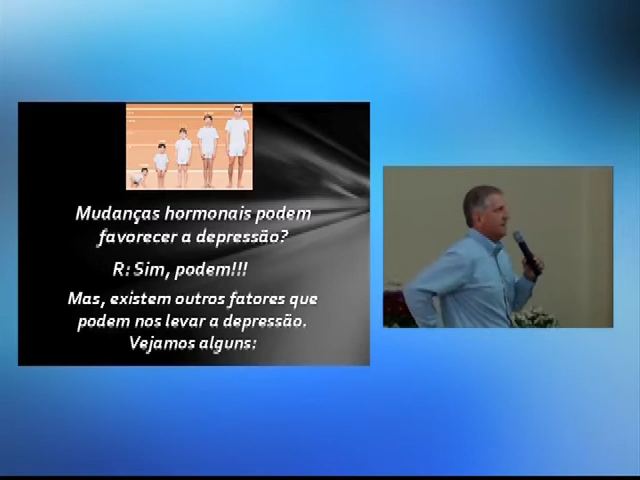 Mudanças hormonais podem
favorecer a depressão?
R: Sim, podem!!!
Mas, existem outros fatores que
podem nos levar a depressão.
Vejamos alguns: